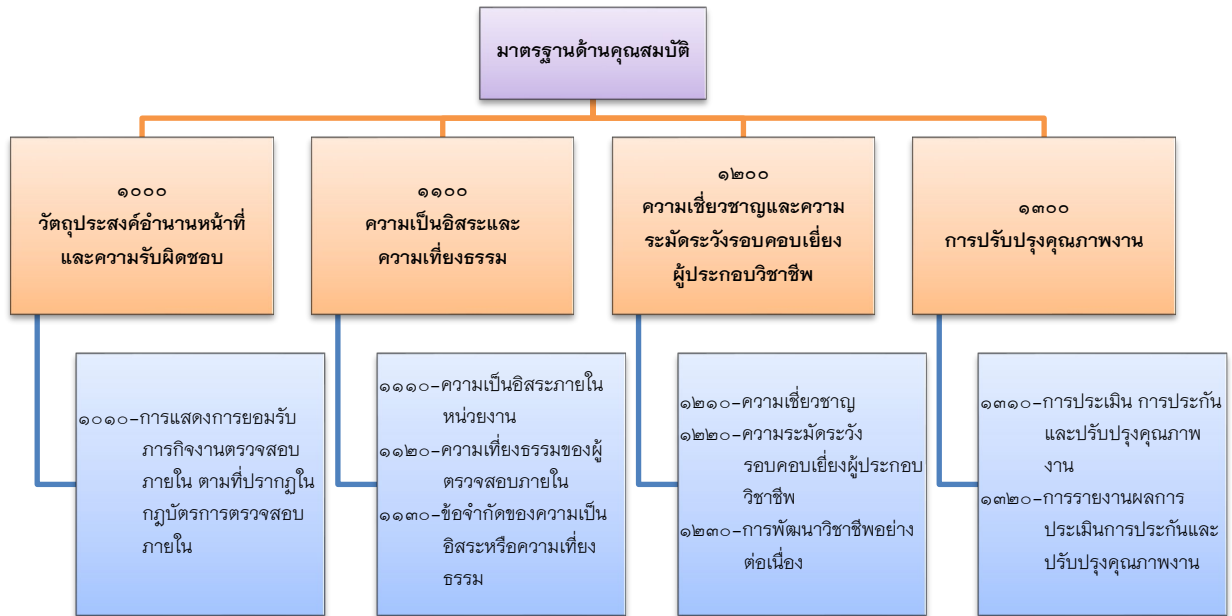 มาตรฐานด้านคุณสมบัติ
๑๐๐๐
วัตถุประสงค์อำนานหน้าที่
และความรับผิดชอบ
๑๑๐๐
ความเป็นอิสระและ
ความเที่ยงธรรม
๑๒๐๐
ความเชี่ยวชาญและความ
ระมัดระวังรอบคอบเยี่ยง
ผู้ประกอบวิชาชีพ
๑๓๐๐
การปรับปรุงคุณภาพงาน
๑๐๑๐-การแสดงการยอมรับ
ภารกิจงานตรวจสอบ
ภายใน ตามที่ปรากฏใน
กฎบัตรการตรวจสอบ
ภายใน
๑๑๑๐-ความเป็นอิสระภายใน
หน่วยงาน
๑๑๒๐-ความเที่ยงธรรมของผู้
ตรวจสอบภายใน
๑๑๓๐-ข้อจำกัดของความเป็น
อิสระหรือความเที่ยง
ธรรม
๑๒๑๐-ความเชี่ยวชาญ
๑๒๒๐-ความระมัดระวัง
รอบคอบเยี่ยงผู้ประกอบ
วิชาชีพ
๑๒๓๐-การพัฒนาวิชาชีพอย่าง
ต่อเนื่อง
๑๓๑๐-การประเมิน การประกัน
และปรับปรุงคุณภาพ
งาน
๑๓๒๐-การรายงานผลการ
ประเมินการประกันและ
ปรับปรุงคุณภาพงาน